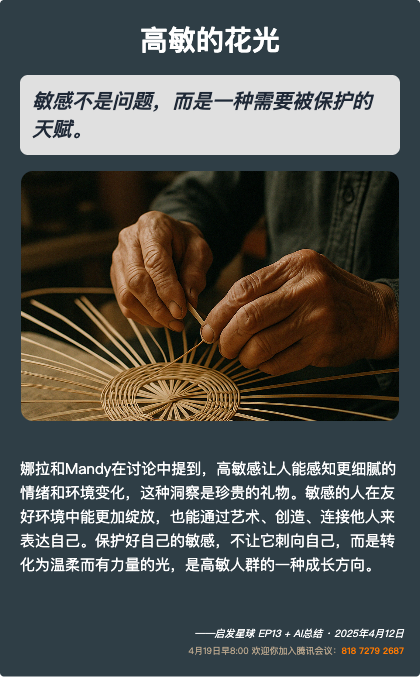 高敏的花光
敏感不是问题，而是一种需要被保护的
天赋。
娜拉和Mandy在讨论中提到，高敏感让人能感知更细腻的
情绪和环境变化，这种洞察是珍贵的礼物。敏感的人在友
好环境中能更加绽放，也能通过艺术、创造、连接他人来
表达自己。保护好自己的敏感，不让它刺向自己，而是转
化为温柔而有力量的光，是高敏人群的一种成长方向。
——启发星球 EP13 + AI总结 · 2025年4月12日
4月19日早8:00 欢迎你加入腾讯会议：818 7279 2687